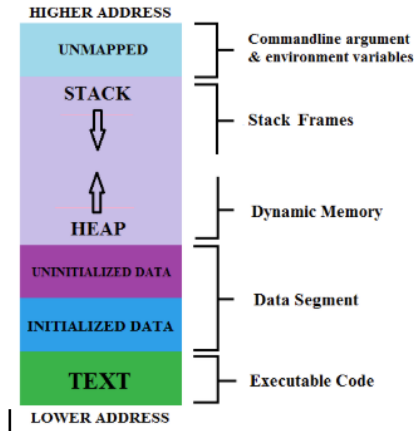 HIGHER ADDRESS
UNMAPPED
Commandline argument
& environment variables
STACK
Stack Frames
HEAP
Dynamic Memory
UNINITIALIZED DATA
INITIALIZED DATA
Data Segment
TEXT
Executable Code
LOWER ADDRESS